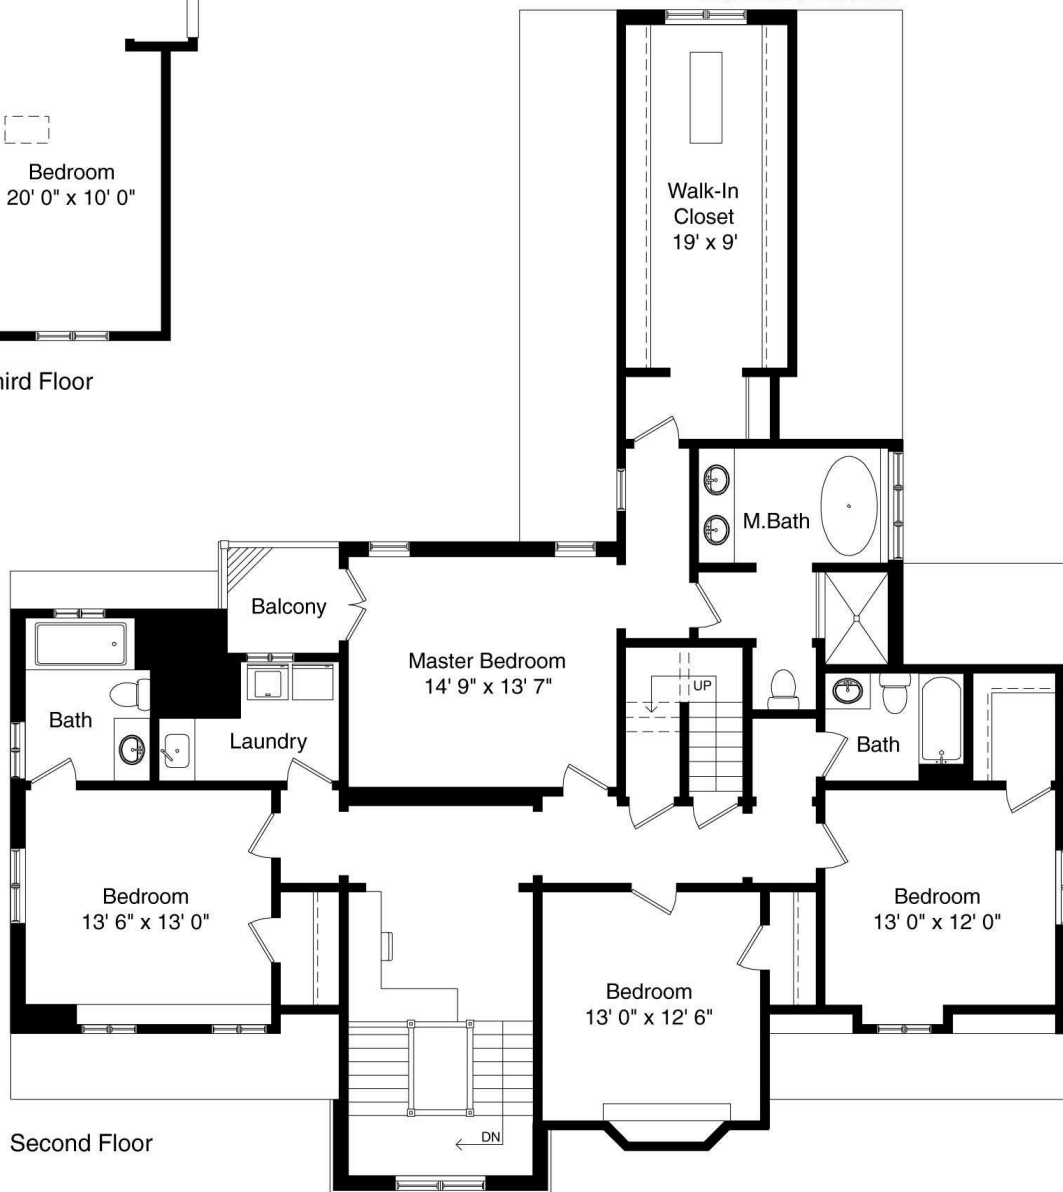 Bedroom
20' 0" x 10' 0"
hird Floor
Walk-In
Closet
19' x 9'
M.Bath
Balcony
Master Bedroom
14' 9" x 13' 7"
UP
Bath
Laundry
Bath
Bedroom
13' 6" x 13' 0"
Bedroom
13' 0" x 12' 0"
Bedroom
13' 0" x 12' 6"
DN
Second Floor